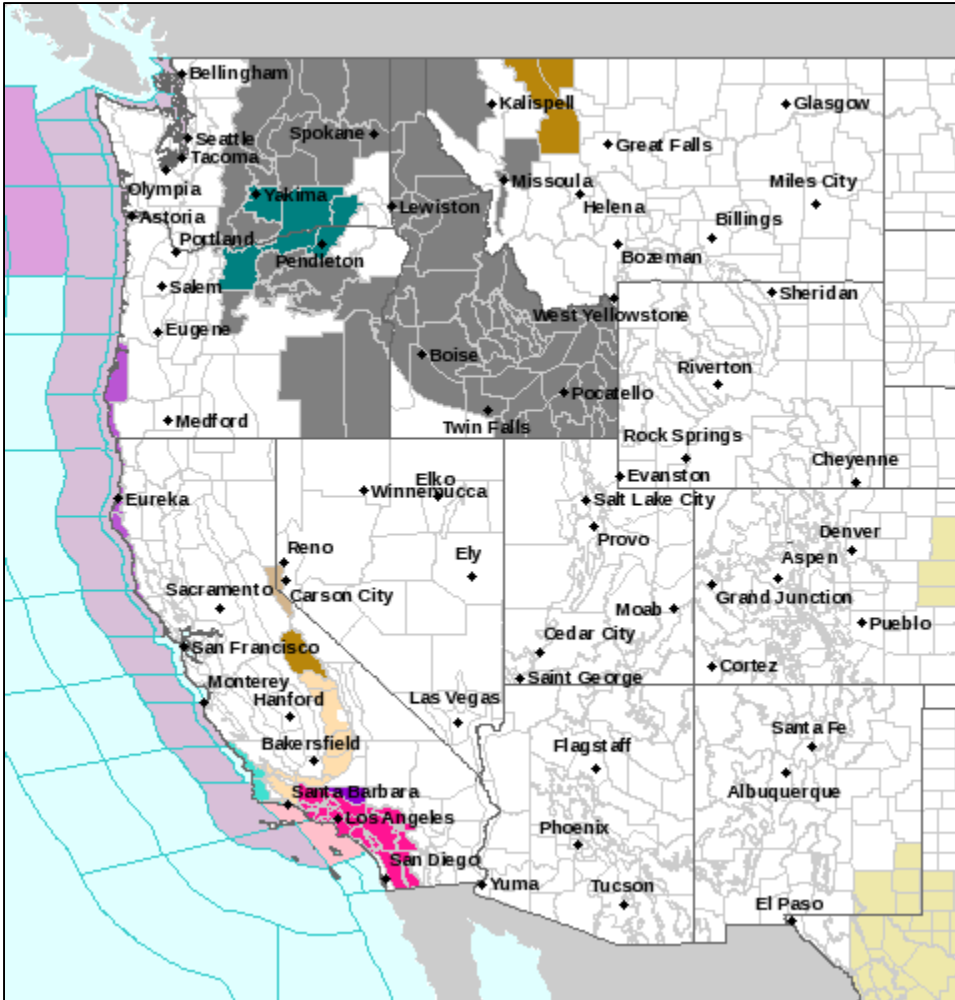 Bellingham
Kalispell
Glasgow
Seattle
Spokane
Great Falls
Tacoma
Olympia
Yakima
Missoula
Miles City
Astoria
Lewiston
Helena
Billings
Portland
Pendleton
Bozeman
Salem
Sheridan
West Yellowstone
Eugene
Boise
Riverton
Pocatello
Medford
Twin Falls
Rock Springs
Cheyenne
Evanston
Elko
Winnemucca
Eureka
Salt Lake City
Denver
Provo
Reno
Ely
Aspen
Sacramento
Carson City
Grand Junction
Moab
Pueblo
San Francisco
Cedar City
Cortez
Saint George
Monterey
Hanford
Las Vegas
Santa Fe
Bakersfield
Flagstaff
Albuquerque
Santa Barbara
Los Angeles
Phoenix
San Diego
Yuma
Tucson
El Paso